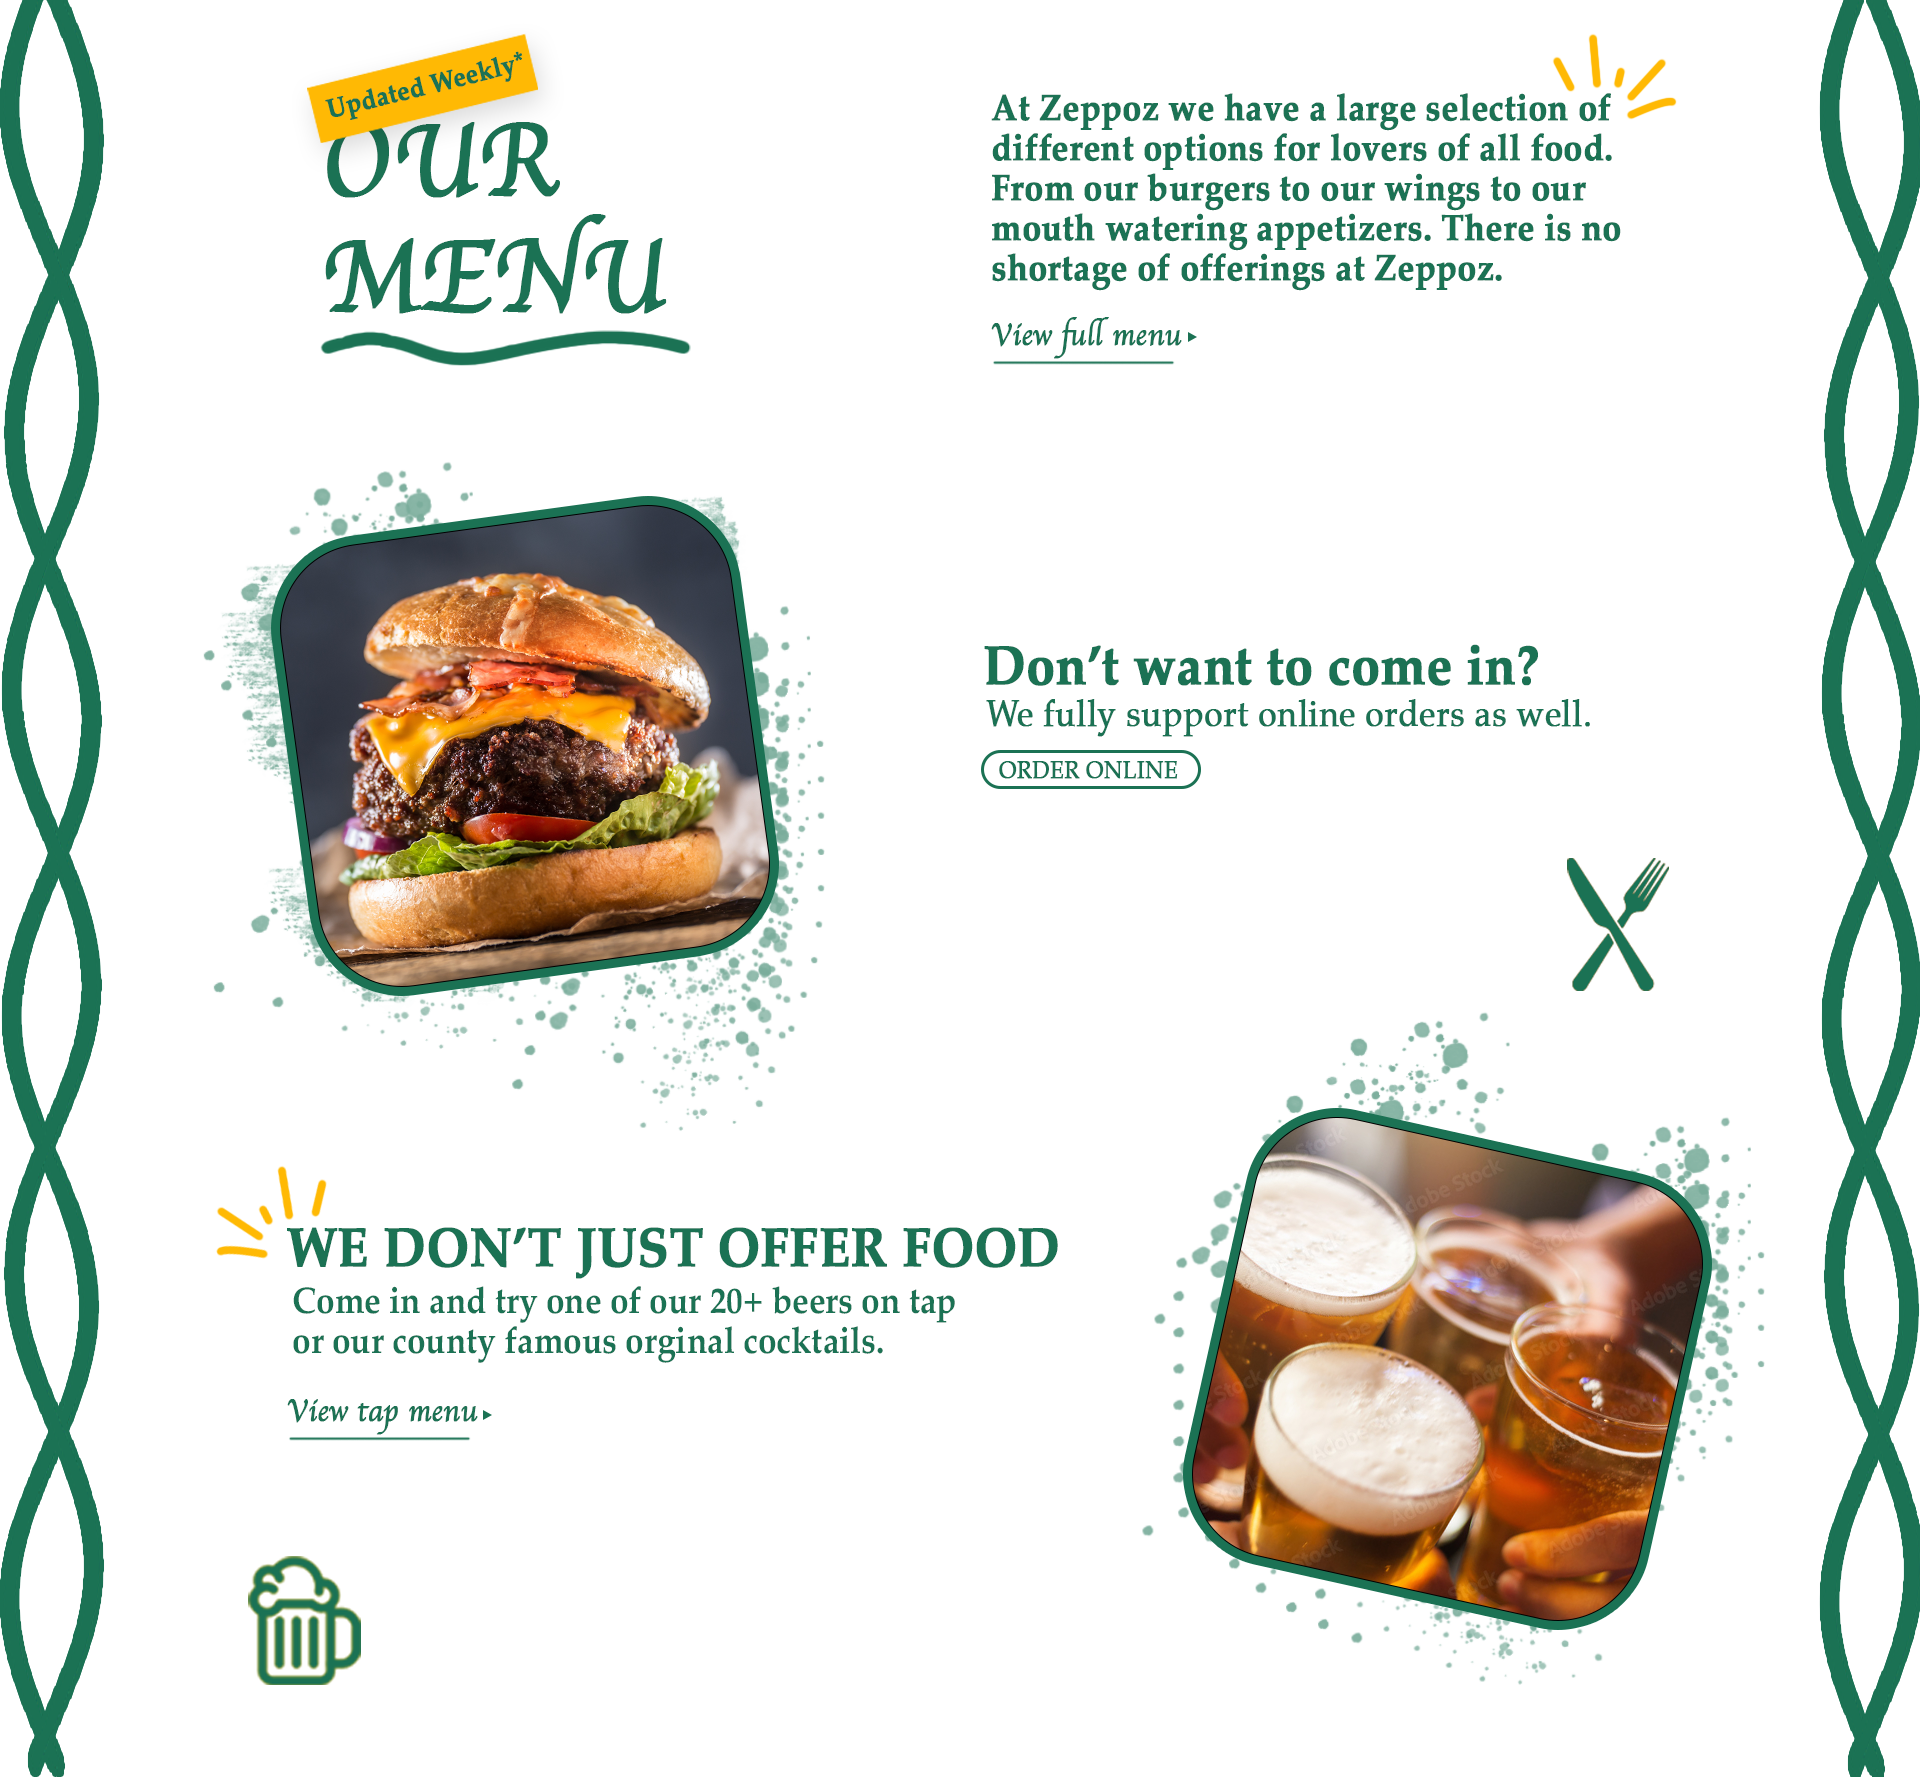 Updated Weekly*
OUR
MENU
At Zeppoz we have a large selection of
different options for lovers of all food.
From our burgers to our wings to our
mouth watering appetizers. There is no
shortage of offerings at Zeppoz.
View full menu
Don’t want to come in?
We fully support online orders as well.
ORDER ONLINE
WE DON’T JUST OFFER FOOD
Come in and try one of our 20+ beers on tap
or our county famous orginal cocktails.
View tap menu
Adobe Stock